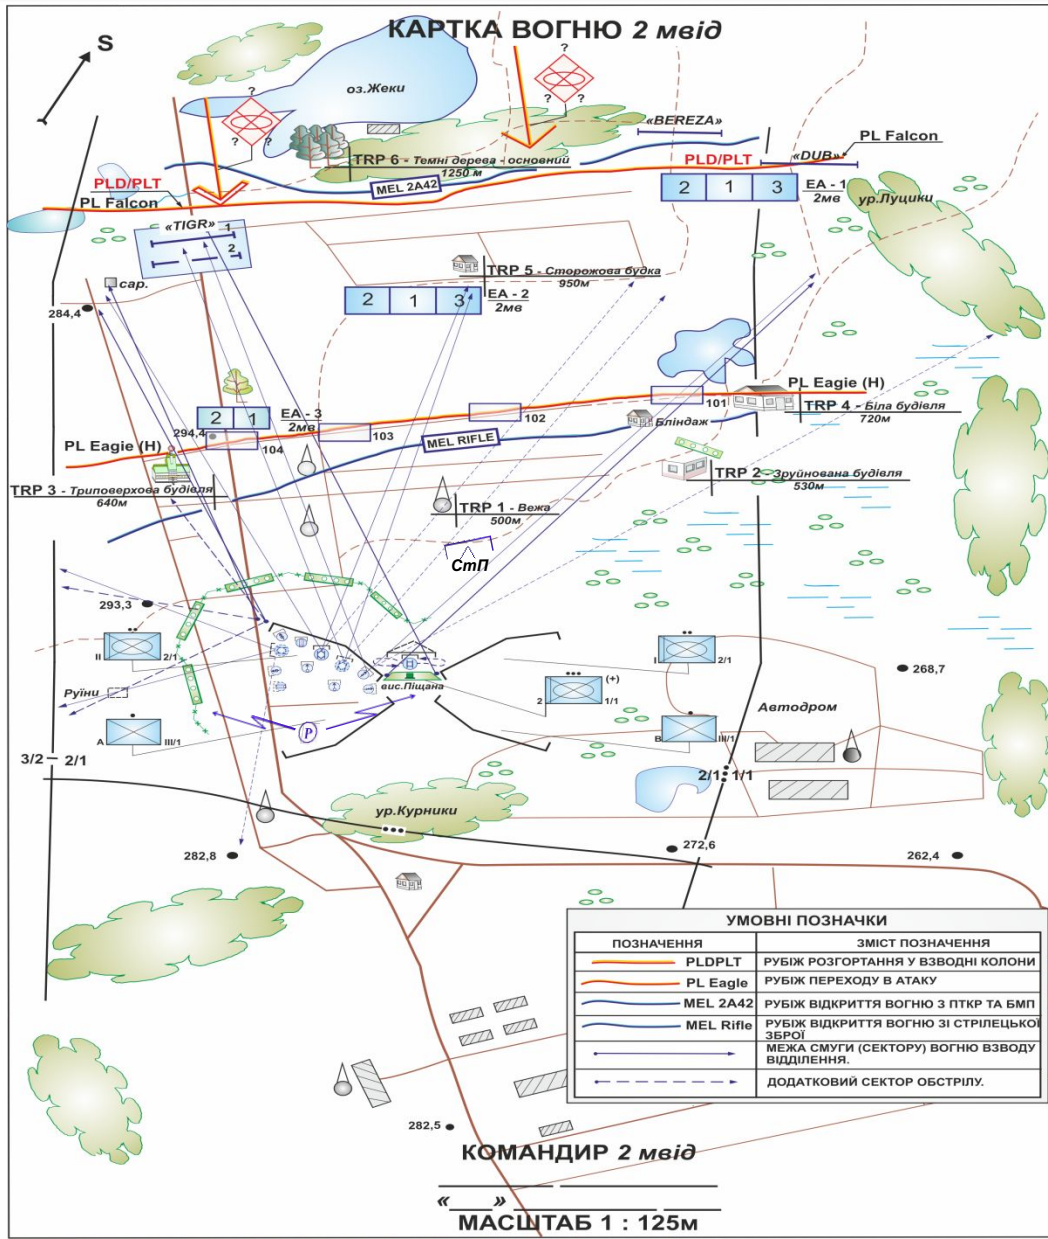 КАРТКА ВОГНЮ 2 мвід
S
оз.Жеки
?
? ?
?
? ?
«BEREZA»
PL Falcon
«DUB»
TRP 6 - Темні дерева - основний
1250 м
PLD/PLT
MEL 2A42
PLD/PLT
PL Falcon
2 1 3
EA - 1
2мв
ур.Луцики
«TIGR»
1
2
сар.
284,4
TRP 5 - Сторожова будка
950м
2 1 3
EA - 2
2мв
PL Eagie (H)
101
102
103
104
TRP 4 - Біла будівля
720м
Бліндаж
2 1
EA - 3
2мв
294,4
PL Eagie (H)
MEL RIFLE
TRP 3 - Триповерхова будівля
640м
TRP 2 - Зруйнована будівля
530м
TRP 1 - Вежа
500м
СтП
293,3
II 2/1
I 2/1
268,7
Руїни
вис.Піщана
(+)
2 1/1
Автодром
A III/1
P
B III/1
3/2 2/1
2/1 1/1
ур.Курники
282,8
272,6
262,4
УМОВНІ ПОЗНАЧКИ
ПОЗНАЧЕННЯ ЗМІСТ ПОЗНАЧЕННЯ
PLDPLT РУБІЖ РОЗГОРТАННЯ У ВЗВОДНІ КОЛОНИ
PL Eagle РУБІЖ ПЕРЕХОДУ В АТАКУ
MEL 2A42 РУБІЖ ВІДКРИТТЯ ВОГНЮ З ПТКР ТА БМП
MEL Rifle РУБІЖ ВІДКРИТТЯ ВОГНЮ ЗІ СТРІЛЕЦЬКОЇ
ЗБРОЇ
МЕЖА СМУГИ (СЕКТОРУ) ВОГНЮ ВЗВОДУ
ВІДДІЛЕННЯ.
ДОДАТКОВИЙ СЕКТОР ОБСТРІЛУ.
282,5
КОМАНДИР 2 мвід
«___»
МАСШТАБ 1 : 125м